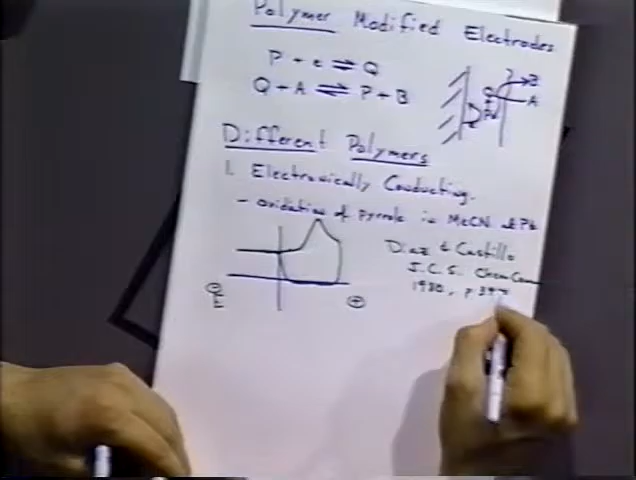 Polymer Modified Electrodes
P + e ⇌ Q
Q + A ⇌ P + B
B
Q
A
P
e
Different Polymers
1. Electronically Conducting.
- oxidation of pyrrole in MeCN at Pt
Diaz & Castillo
J.C.S. Chem Comm
1980, p 397
⊖
E
⊕